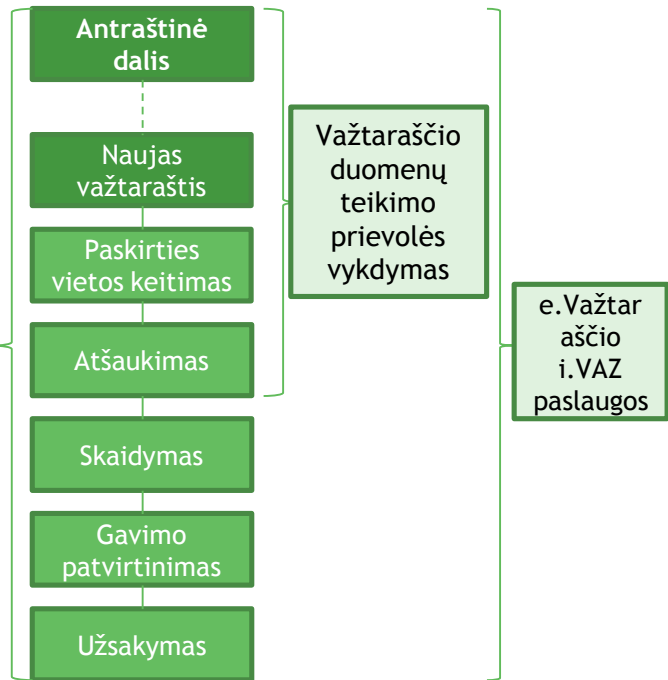 Antraštinė
dalis
Naujas
važtaraštis
Paskirties
vietos keitimas
Atšaukimas
Skaidymas
Gavimo
patvirtinimas
Užsakymas
Važtaraščio
duomenų
teikimo
prievolės
vykdymas
e.Važtar
aščio
i.VAZ
paslaugos